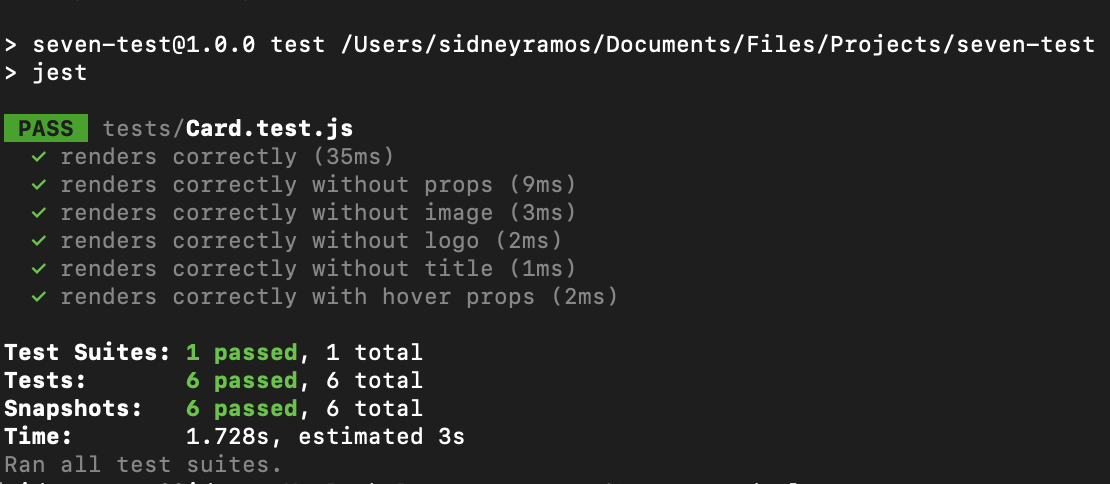 > seven-test@1.0.0 test /Users/sidneyramos/Documents/Files/Projects/seven-test
> jest
PASS tests/Card.test.js
✓ renders correctly (35ms)
✓ renders correctly without props (9ms)
✓ renders correctly without image (3ms)
✓ renders correctly without logo (2ms)
✓ renders correctly without title (1ms)
✓ renders correctly with hover props (2ms)
Test Suites: 1 passed, 1 total
Tests: 6 passed, 6 total
Snapshots: 6 passed, 6 total
Time: 1.728s, estimated 3s
Ran all test suites.